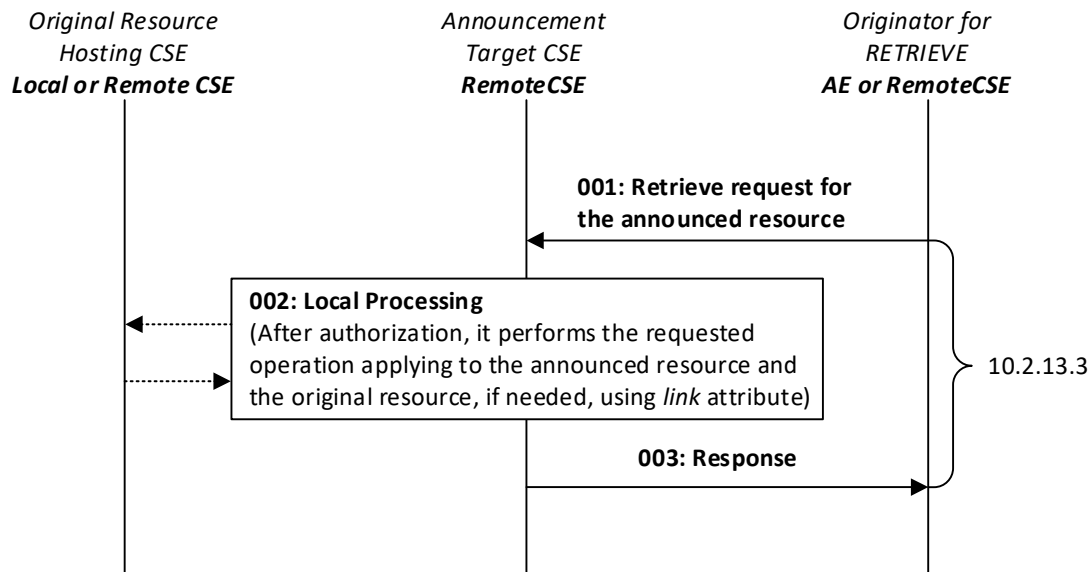 Original Resource
Hosting CSE
Local or Remote CSE
Announcement
Target CSE
RemoteCSE
Originator for
RETRIEVE
AE or RemoteCSE
001: Retrieve request for
the announced resource
002: Local Processing
(After authorization, it performs the requested
operation applying to the announced resource and
the original resource, if needed, using link attribute)
10.2.13.3
003: Response